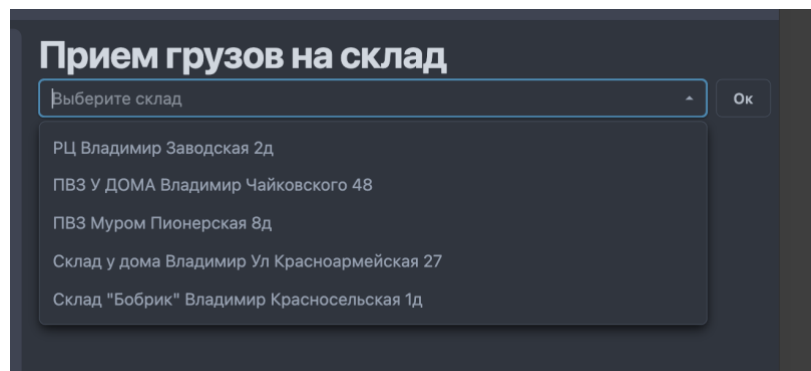 Прием грузов на склад
Выберите склад
Ок
РЦ Владимир Заводская 2д
ПВЗ У ДОМА Владимир Чайковского 48
ПВЗ Муром Пионерская 8д
Склад у дома Владимир Ул Красноармейская 27
Склад "Бобрик" Владимир Красносельская 1д